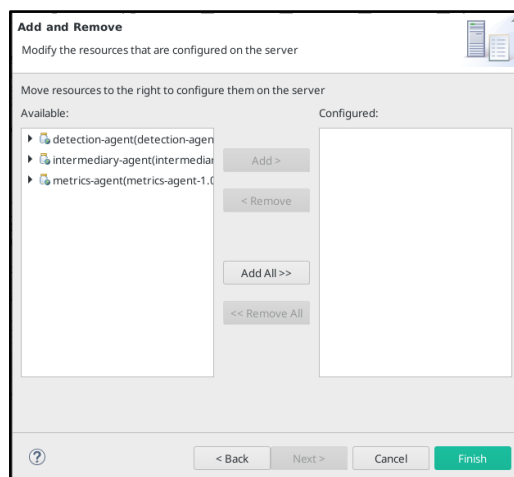 Add and Remove
Modify the resources that are configured on the server
Move resources to the right to configure them on the server
Available:
Configured:
detection-agent(detection-agen
intermediary-agent(intermediar
metrics-agent(metrics-agent-1.0
Add >
< Remove
Add All >>
<< Remove All
?
< Back
Next >
Cancel
Finish